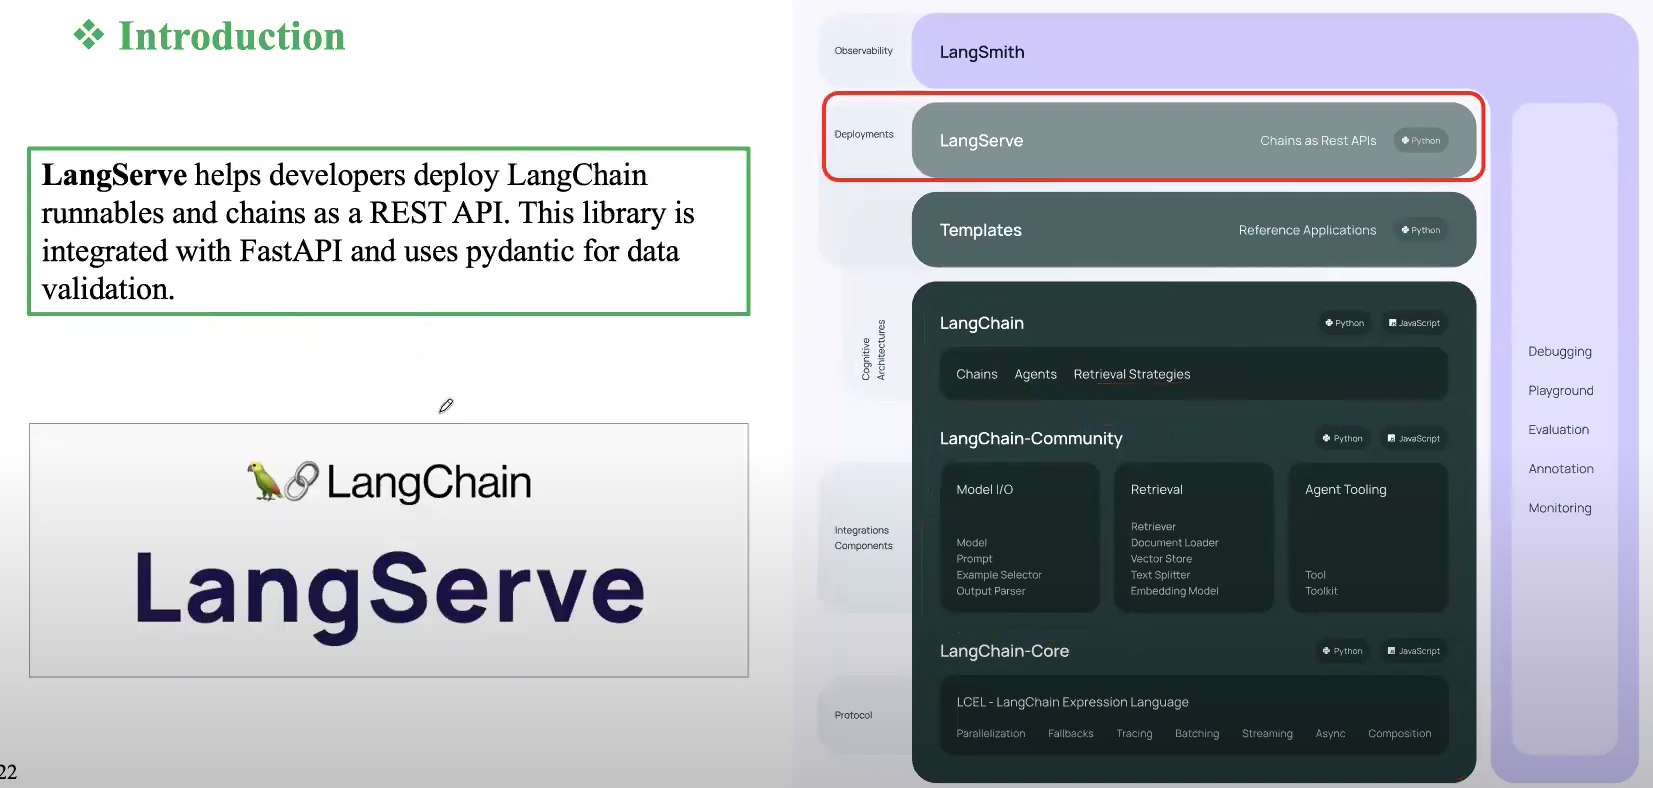 Introduction
LangServe helps developers deploy LangChain
runnables and chains as a REST API. This library is
integrated with FastAPI and uses pydantic for data
validation.
LangChain
LangServe
22
Observability
LangSmith
Deployments
LangServe
Chains as Rest APIs
Python
Templates
Reference Applications
Python
Cognitive
Architectures
LangChain
Python
JavaScript
Chains
Agents
Retrieval Strategies
LangChain-Community
Python
JavaScript
Integrations
Components
Model I/O
Model
Prompt
Example Selector
Output Parser
Retrieval
Retriever
Document Loader
Vector Store
Text Splitter
Embedding Model
Agent Tooling
Tool
Toolkit
LangChain-Core
Python
JavaScript
Protocol
LCEL - LangChain Expression Language
Parallelization
Fallbacks
Tracing
Batching
Streaming
Async
Composition
Debugging
Playground
Evaluation
Annotation
Monitoring